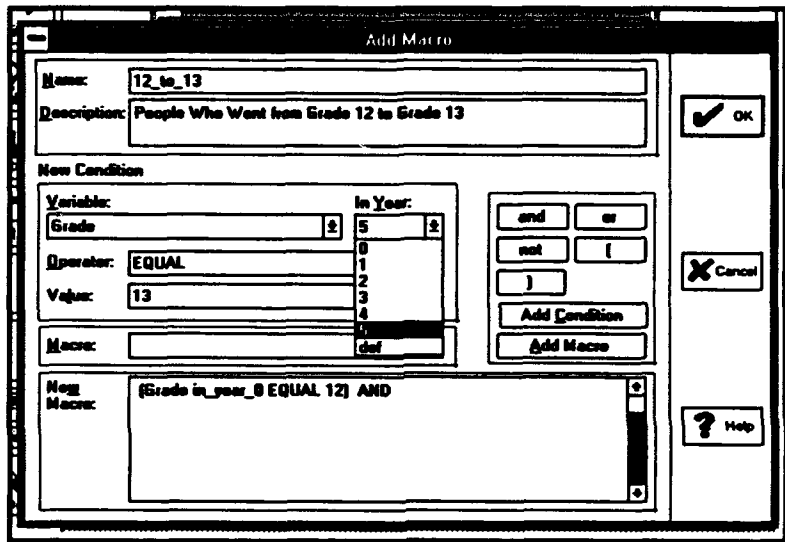 Add Macro
Name: 12_to_13
Description: People Who Went from Grade 12 to Grade 13
OK
New Condition
Variable: In Year:
Grade 5
0
1
2
3
4
5
def
Operator: EQUAL
Value: 13
Macro:
and or
not (
)
Add Condition
Add Macro
Cancel
New Macro: (Grade in_year_0 EQUAL 12) AND
Help